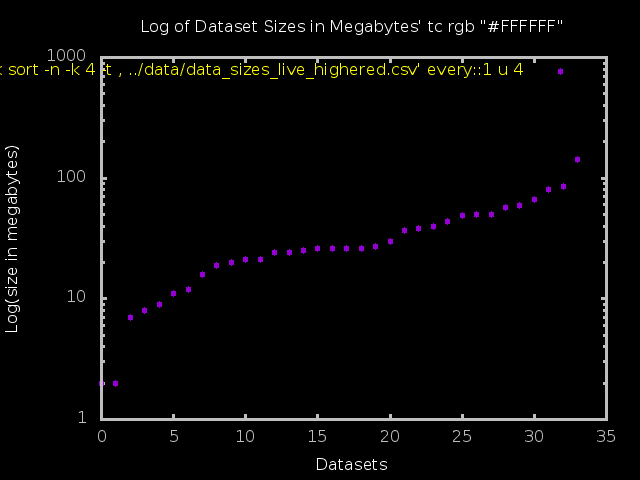 Log of Dataset Sizes in Megabytes' tc rgb "#FFFFFF"
1000
sort -n -k 4 -t , ../data/data_sizes_live_highered.csv' every::1 u 4
100
10
1
Log(size in megabytes)
0 5 10 15 20 25 30 35
Datasets